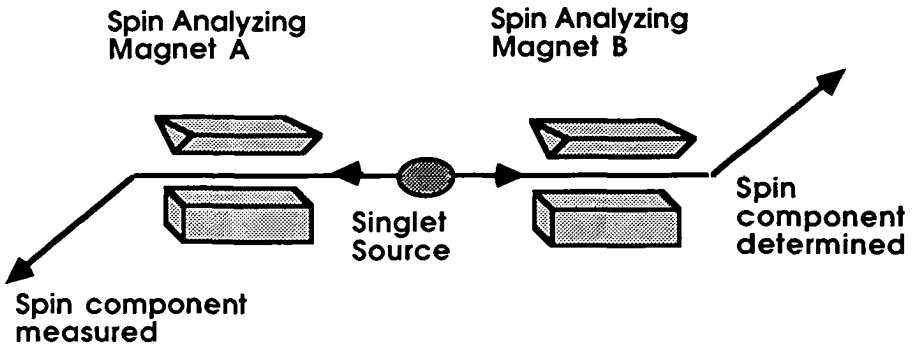 Spin Analyzing
Magnet A
Spin Analyzing
Magnet B
Singlet
Source
Spin
component
determined
Spin component
measured